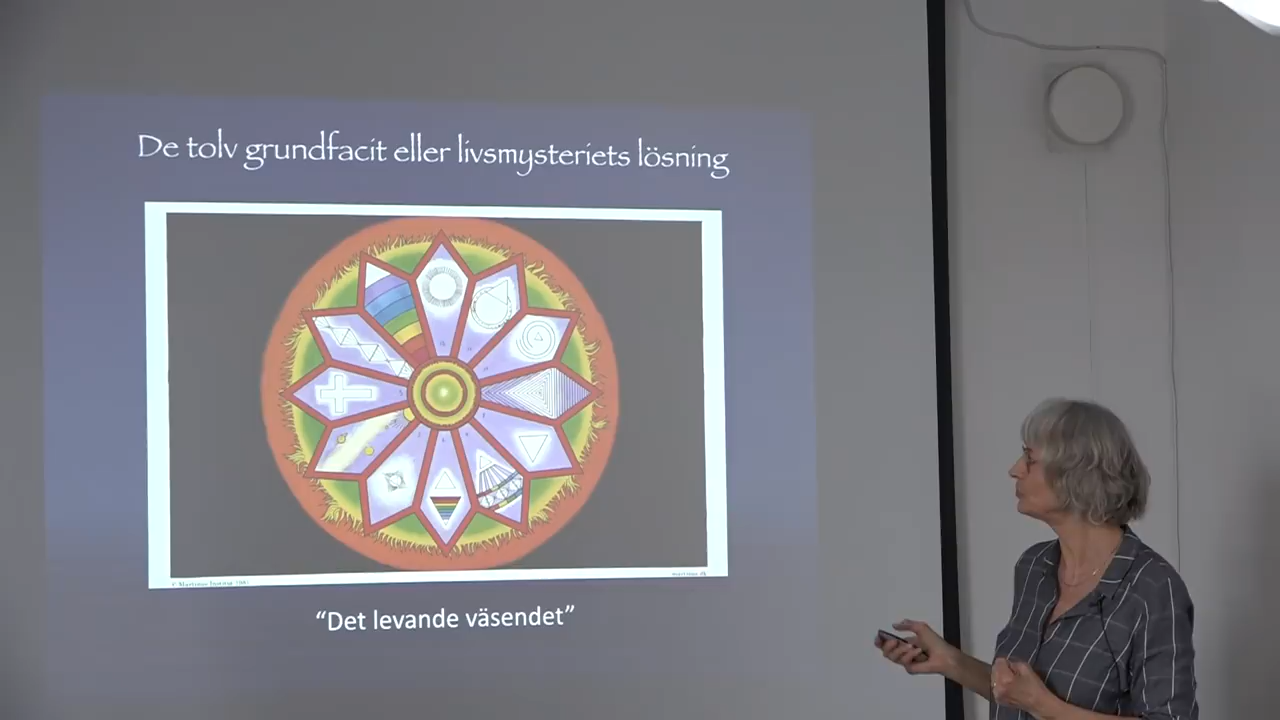 De tolv grundfacit eller livsmysteriets lösning
“Det levande väsendet”